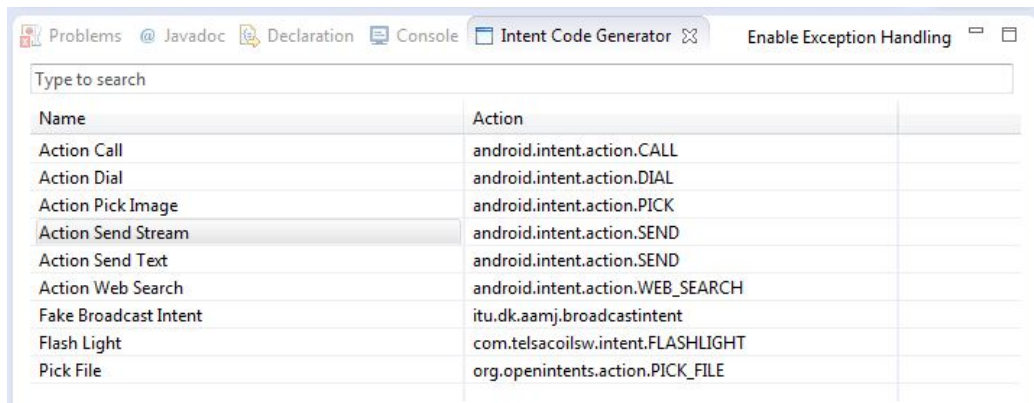 Problems @ Javadoc Declaration Console Intent Code Generator Enable Exception Handling
Type to search
Name Action
Action Call android.intent.action.CALL
Action Dial android.intent.action.DIAL
Action Pick Image android.intent.action.PICK
Action Send Stream android.intent.action.SEND
Action Send Text android.intent.action.SEND
Action Web Search android.intent.action.WEB_SEARCH
Fake Broadcast Intent itu.dk.aamj.broadcastintent
Flash Light com.telsacoilsw.intent.FLASHLIGHT
Pick File org.openintents.action.PICK_FILE